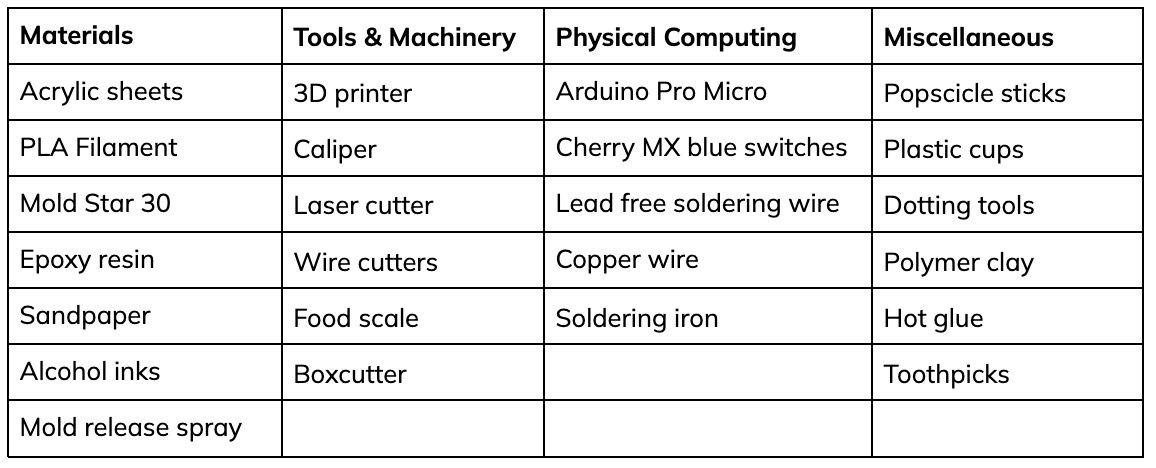 Materials Tools & Machinery Physical Computing Miscellaneous
Acrylic sheets 3D printer Arduino Pro Micro Popscicle sticks
PLA Filament Caliper Cherry MX blue switches Plastic cups
Mold Star 30 Laser cutter Lead free soldering wire Dotting tools
Epoxy resin Wire cutters Copper wire Polymer clay
Sandpaper Food scale Soldering iron Hot glue
Alcohol inks Boxcutter Toothpicks
Mold release spray